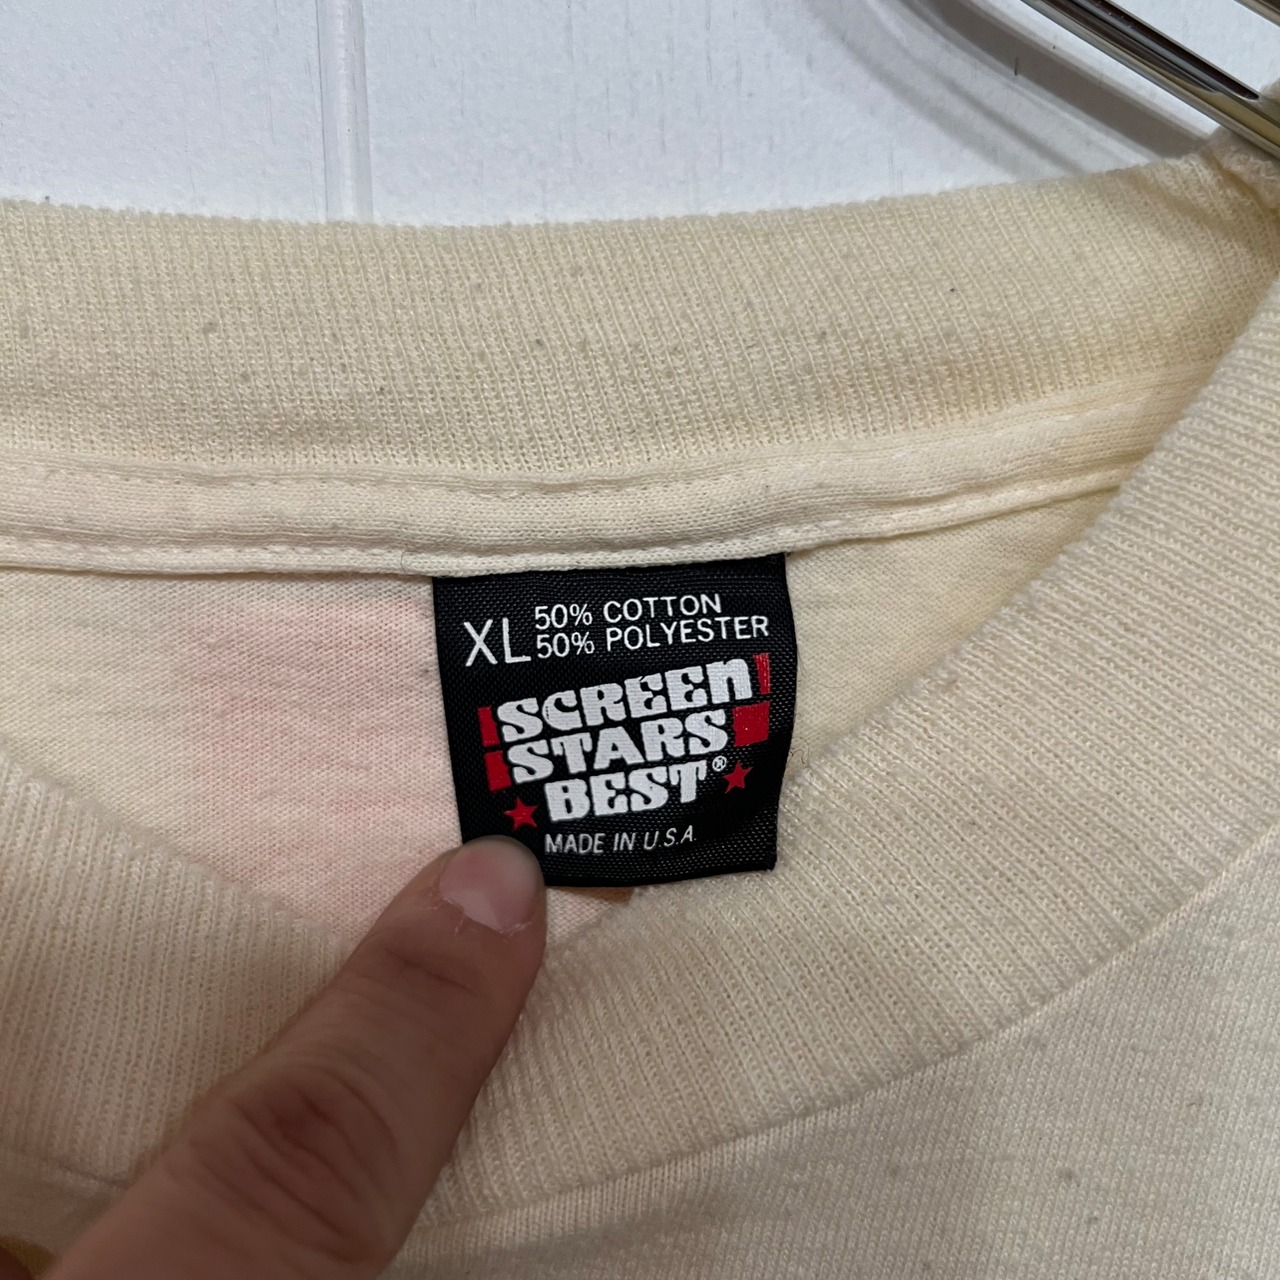 XL 50% COTTON
50% POLYESTER
SCREEN
STARS
BEST®
MADE IN U.S.A.